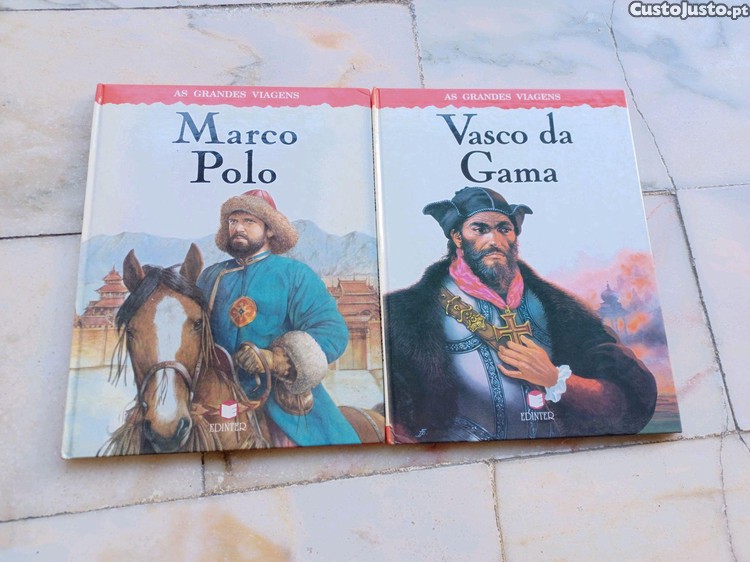 CustoJusto.pt
AS GRANDES VIAGENS
Marco
Polo
EDINTER
AS GRANDES VIAGENS
Vasco da
Gama
EDINTER